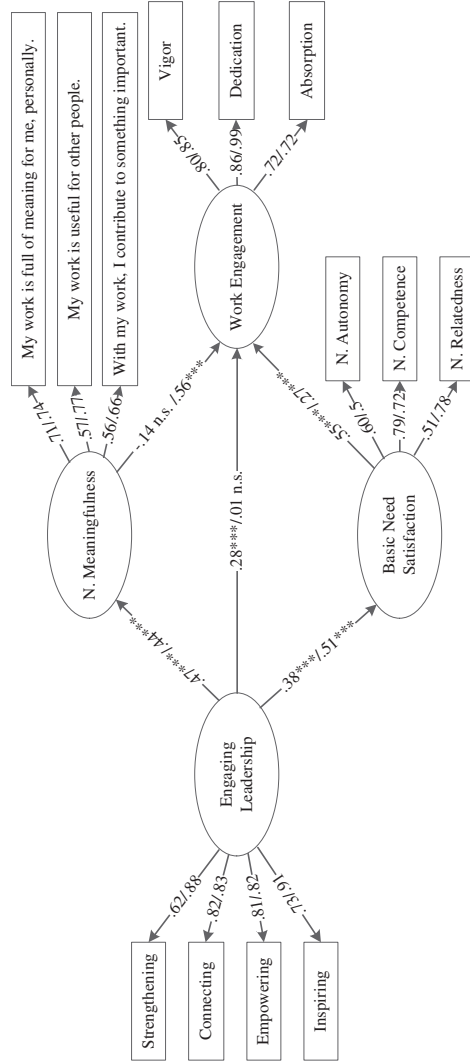 My work is full of meaning for me, personally.
My work is useful for other people.
With my work, I contribute to something important.
.71/.74
.57/.77
.56/.66
N. Meaningfulness
.47***/.44***
.14 n.s./.56***
Strengthening
Connecting
Empowering
Inspiring
.62/.88
.82/.83
.81/.82
.73/.91
Engaging
Leadership
.28***/.01 n.s.
Work Engagement
.80/.85
.86/.99
.72/.72
Vigor
Dedication
Absorption
.38***/.51***
.55***/.27***
Basic Need
Satisfaction
.60/.5
.79/.72
.51/.78
N. Autonomy
N. Competence
N. Relatedness